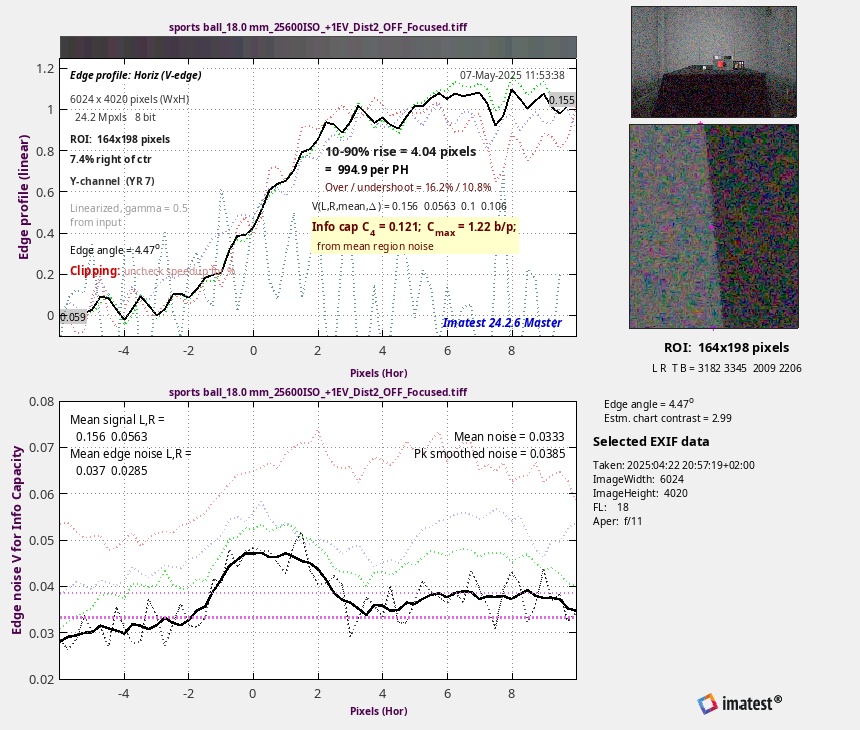 sports ball_18.0 mm_25600ISO_+1EV_Dist2_OFF_Focused.tiff
Edge profile: Horiz (V-edge)
07-May-2025 11:53:38
6024 x 4020 pixels (WxH)
24.2 Mpxls 8 bit
ROI: 164x198 pixels
7.4% right of ctr
Y-channel (YR 7)
Linearized, gamma = 0.5
from input
Edge angle = 4.47o
Clipping: uncheck speedup for %
10-90% rise = 4.04 pixels
= 994.9 per PH
Over / undershoot = 16.2% / 10.8%
V(L,R,mean,Δ) = 0.156 0.0563 0.1 0.106
Info cap C4 = 0.121; Cmax = 1.22 b/p;
from mean region noise
0.155
0.059
Imatest 24.2.6 Master
Edge profile (linear)
1.2
1
0.8
0.6
0.4
0.2
0
-4 -2 0 2 4 6 8
Pixels (Hor)
sports ball_18.0 mm_25600ISO_+1EV_Dist2_OFF_Focused.tiff
Mean signal L,R =
0.156 0.0563
Mean edge noise L,R =
0.037 0.0285
Mean noise = 0.0333
Pk smoothed noise = 0.0385
Edge noise V for Info Capacity
0.08
0.07
0.06
0.05
0.04
0.03
0.02
-4 -2 0 2 4 6 8
Pixels (Hor)
ROI: 164x198 pixels
L R T B = 3182 3345 2009 2206
Edge angle = 4.47o
Estm. chart contrast = 2.99
Selected EXIF data
Taken: 2025:04:22 20:57:19+02:00
ImageWidth: 6024
ImageHeight: 4020
FL: 18
Aper: f/11
imatest®